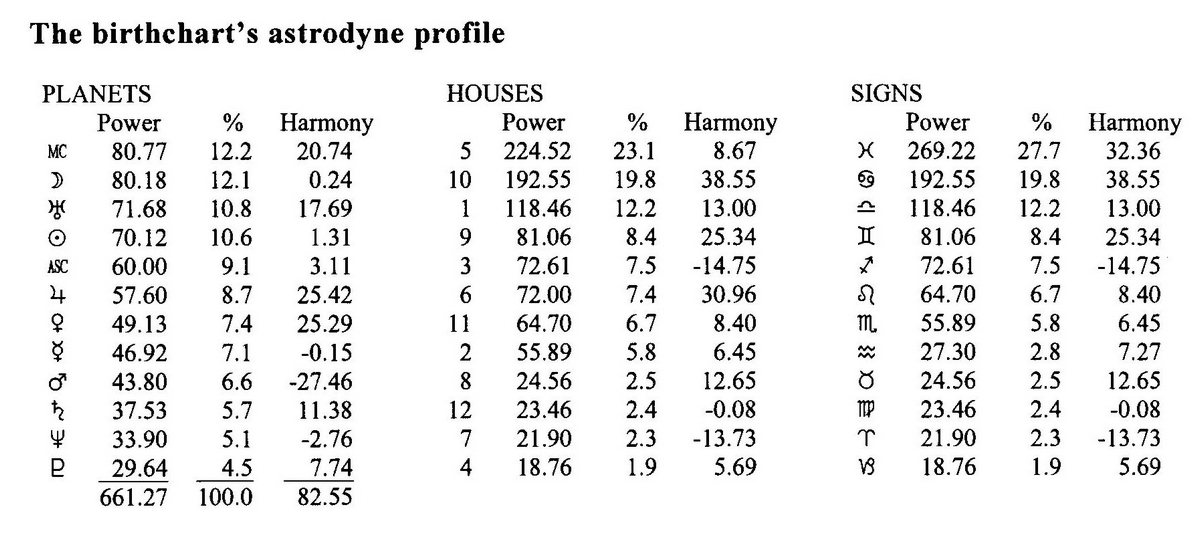 The birthchart's astrodyne profile
PLANETS HOUSES SIGNS
Power % Harmony Power % Harmony Power % Harmony
MC 80.77 12.2 20.74 5 224.52 23.1 8.67 ♓ 269.22 27.7 32.36
☽ 80.18 12.1 0.24 10 192.55 19.8 38.55 ♋ 192.55 19.8 38.55
♅ 71.68 10.8 17.69 1 118.46 12.2 13.00 ♎ 118.46 12.2 13.00
☉ 70.12 10.6 1.31 9 81.06 8.4 25.34 ♊ 81.06 8.4 25.34
ASC 60.00 9.1 3.11 3 72.61 7.5 -14.75 ♐ 72.61 7.5 -14.75
♃ 57.60 8.7 25.42 6 72.00 7.4 30.96 ♌ 64.70 6.7 8.40
♀ 49.13 7.4 25.29 11 64.70 6.7 8.40 ♏ 55.89 5.8 6.45
☿ 46.92 7.1 -0.15 2 55.89 5.8 6.45 ♒ 27.30 2.8 7.27
♂ 43.80 6.6 -27.46 8 24.56 2.5 12.65 ♉ 24.56 2.5 12.65
♄ 37.53 5.7 11.38 12 23.46 2.4 -0.08 ♍ 23.46 2.4 -0.08
♆ 33.90 5.1 -2.76 7 21.90 2.3 -13.73 ♈ 21.90 2.3 -13.73
♇ 29.64 4.5 7.74 4 18.76 1.9 5.69 ♑ 18.76 1.9 5.69
661.27 100.0 82.55